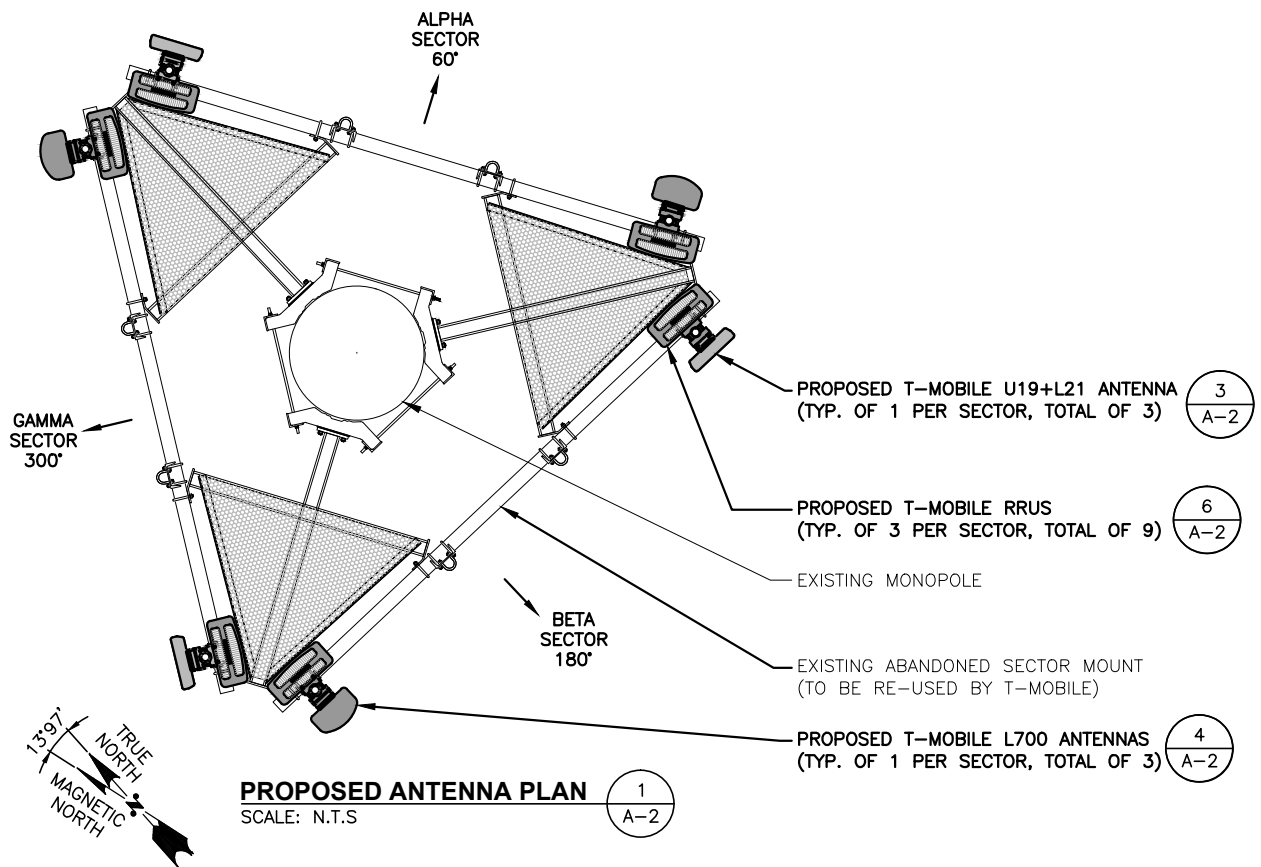 ALPHA
SECTOR
60°
PROPOSED T-MOBILE U19+L21 ANTENNA
(TYP. OF 1 PER SECTOR, TOTAL OF 3)
3
A-2
GAMMA
SECTOR
300°
PROPOSED T-MOBILE RRUS
(TYP. OF 3 PER SECTOR, TOTAL OF 9)
6
A-2
EXISTING MONOPOLE
BETA
SECTOR
180°
EXISTING ABANDONED SECTOR MOUNT
(TO BE RE-USED BY T-MOBILE)
PROPOSED T-MOBILE L700 ANTENNAS
(TYP. OF 1 PER SECTOR, TOTAL OF 3)
4
A-2
13°97'
TRUE
NORTH
N
MAGNETIC
NORTH
PROPOSED ANTENNA PLAN
SCALE: N.T.S
1
A-2